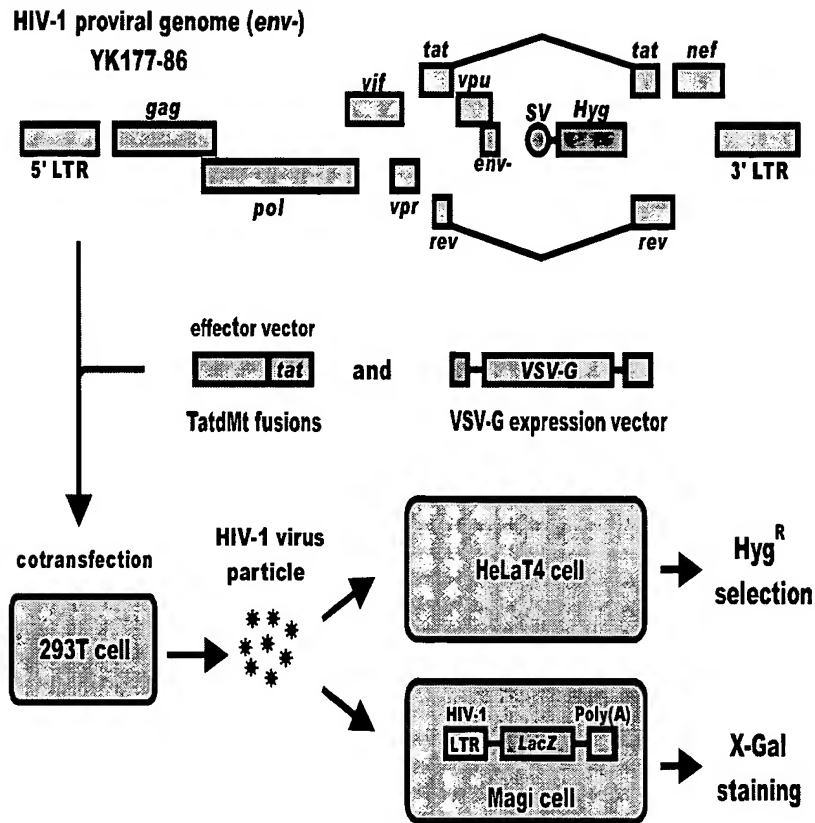 HIV-1 proviral genome (env-)
YK177-86
tat
tat
nef
vif
vpu
gag
SV
Hyg
env-
5' LTR
3' LTR
pol
vpr
rev
rev
effector vector
tat
and
VSV-G
TatdMt fusions
VSV-G expression vector
cotransfection
HIV-1 virus
particle
293T cell
HeLaT4 cell
Hyg^R
selection
HIV-1
Poly(A)
LTR
LacZ
Magi cell
X-Gal
staining